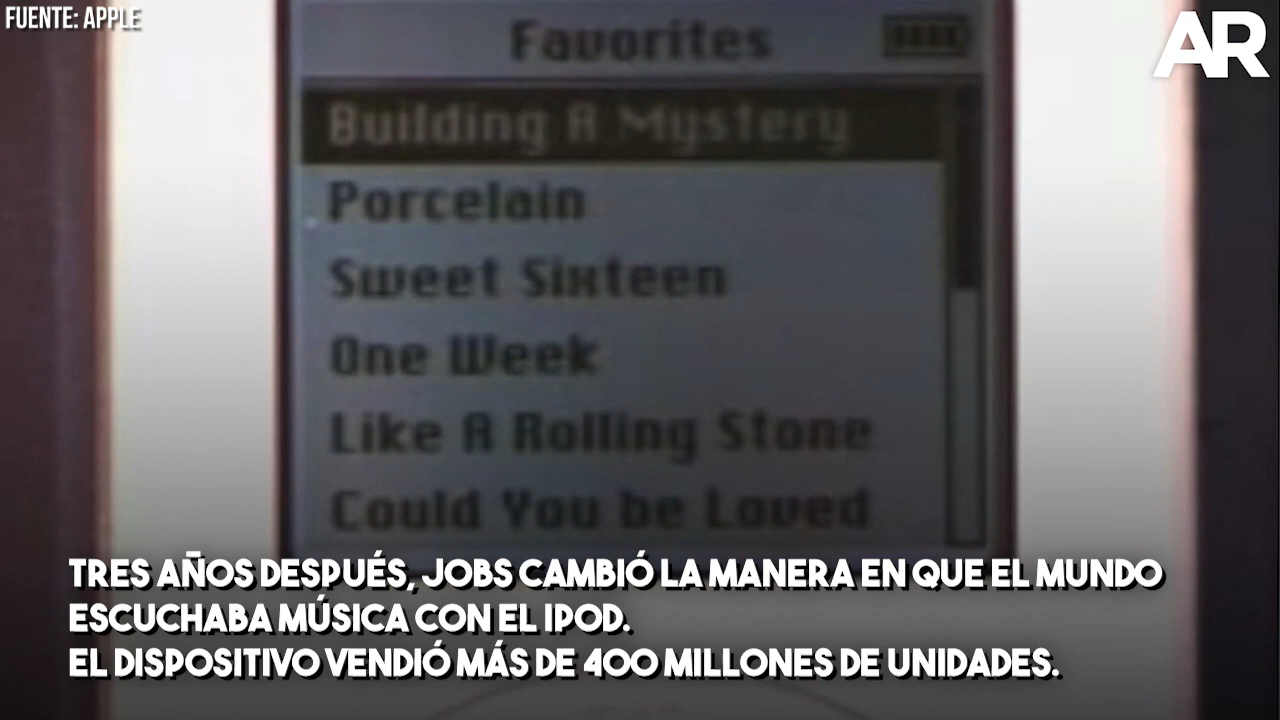 FUENTE: APPLE
AR
Favorites
Building A Mystery
Porcelain
Sweet Sixteen
One Week
Like A Rolling Stone
Could You be Loved
TRES AÑOS DESPUÉS, JOBS CAMBIÓ LA MANERA EN QUE EL MUNDO
ESCUCHABA MÚSICA CON EL IPOD.
EL DISPOSITIVO VENDIÓ MÁS DE 400 MILLONES DE UNIDADES.